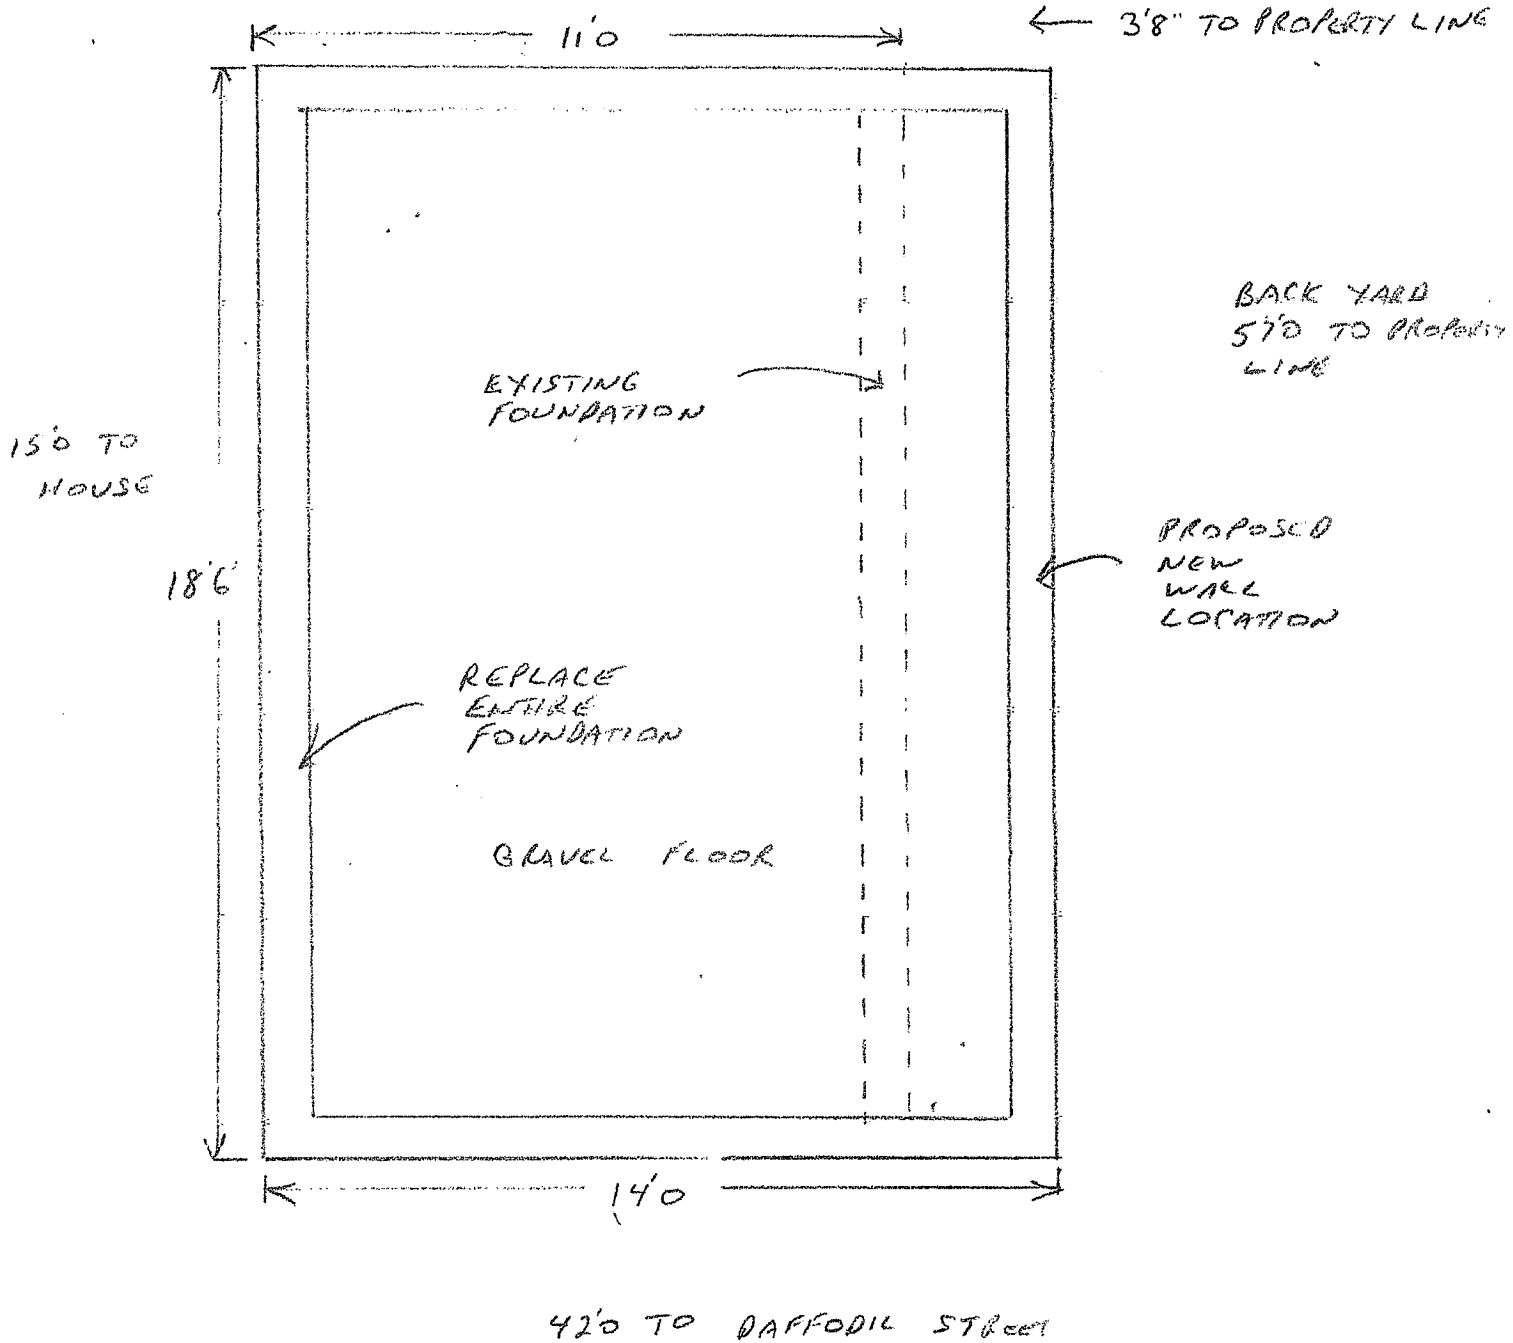 11'0
← 3'8" TO PROPERTY LINE
BACK YARD
57'0 TO PROPERTY
LINE
EXISTING
FOUNDATION
15'0 TO
HOUSE
PROPOSED
NEW
WALL
LOCATION
18'6"
REPLACE
ENTIRE
FOUNDATION
GRAVEL FLOOR
14'0
42'0 TO DAFFODIL STREET